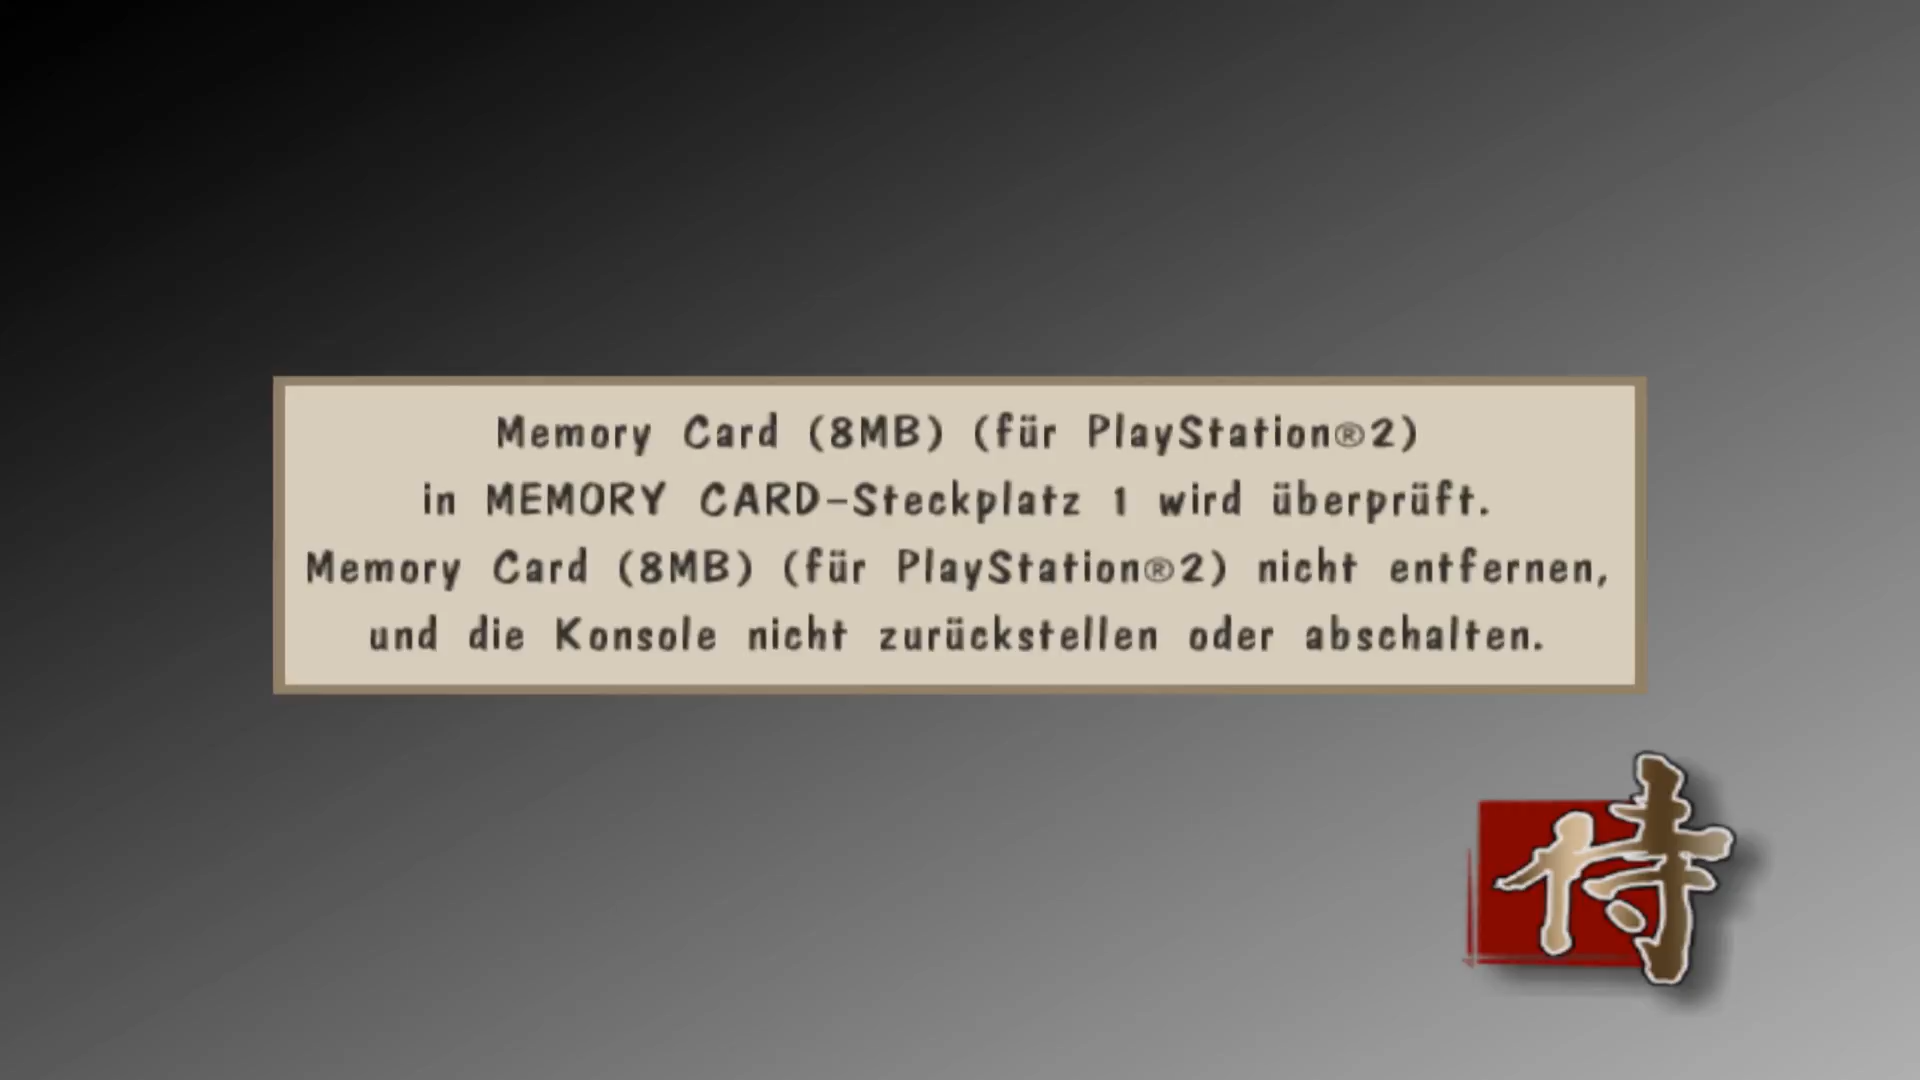 Memory Card (8MB) (für PlayStation®2)
in MEMORY CARD-Steckplatz 1 wird überprüft.
Memory Card (8MB) (für PlayStation®2) nicht entfernen,
und die Konsole nicht zurückstellen oder abschalten.
侍